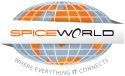 SPICEWORLD
WHERE EVERYTHING IT CONNECTS